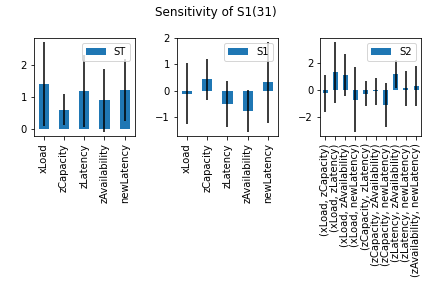 Sensitivity of S1(31)
ST
2
1
0
xLoad
zCapacity
zLatency
zAvailability
newLatency
S1
2
1
0
−1
xLoad
zCapacity
zLatency
zAvailability
newLatency
S2
2
0
−2
(xLoad, zCapacity)
(xLoad, zLatency)
(xLoad, zAvailability)
(xLoad, newLatency)
(zCapacity, zLatency)
(zCapacity, zAvailability)
(zCapacity, newLatency)
(zLatency, zAvailability)
(zLatency, newLatency)
(zAvailability, newLatency)